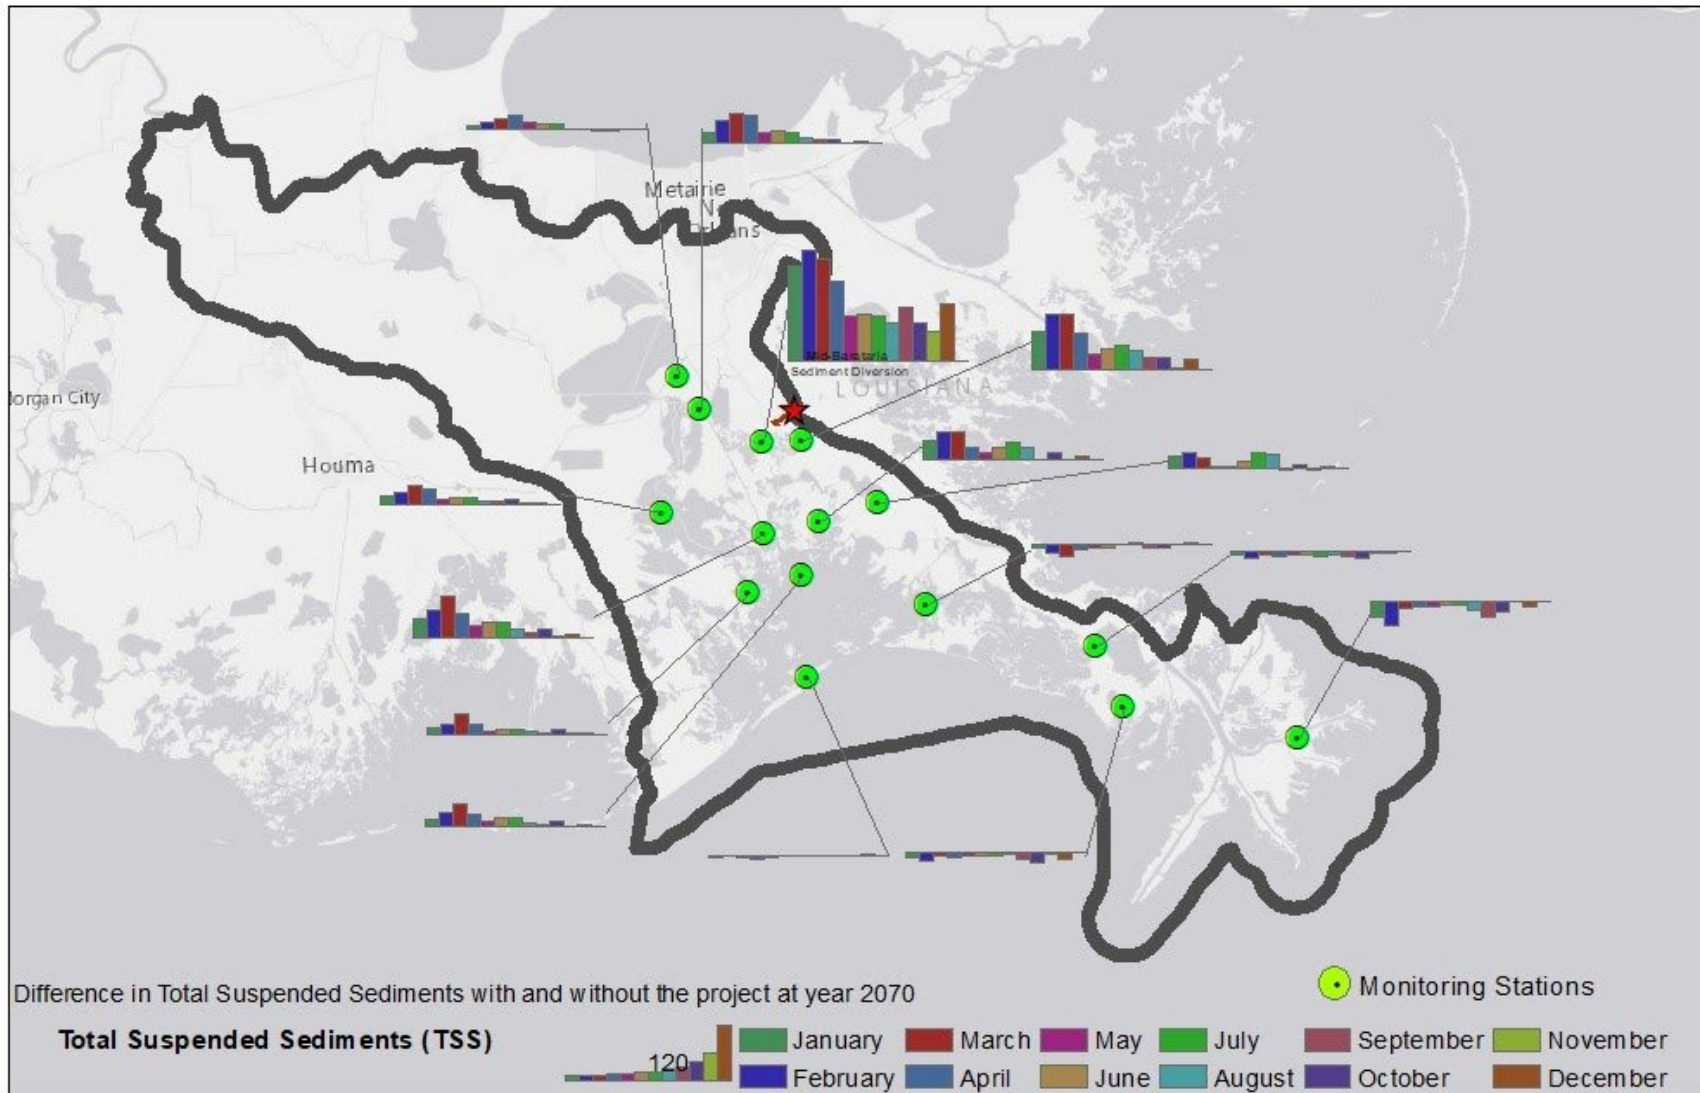 Metairie
Orleans
Mid-Barataria
Sediment Diversion
LOUISIANA
Morgan City
Houma
Difference in Total Suspended Sediments with and without the project at year 2070
Monitoring Stations
Total Suspended Sediments (TSS)
120
January
March
May
July
September
November
February
April
June
August
October
December